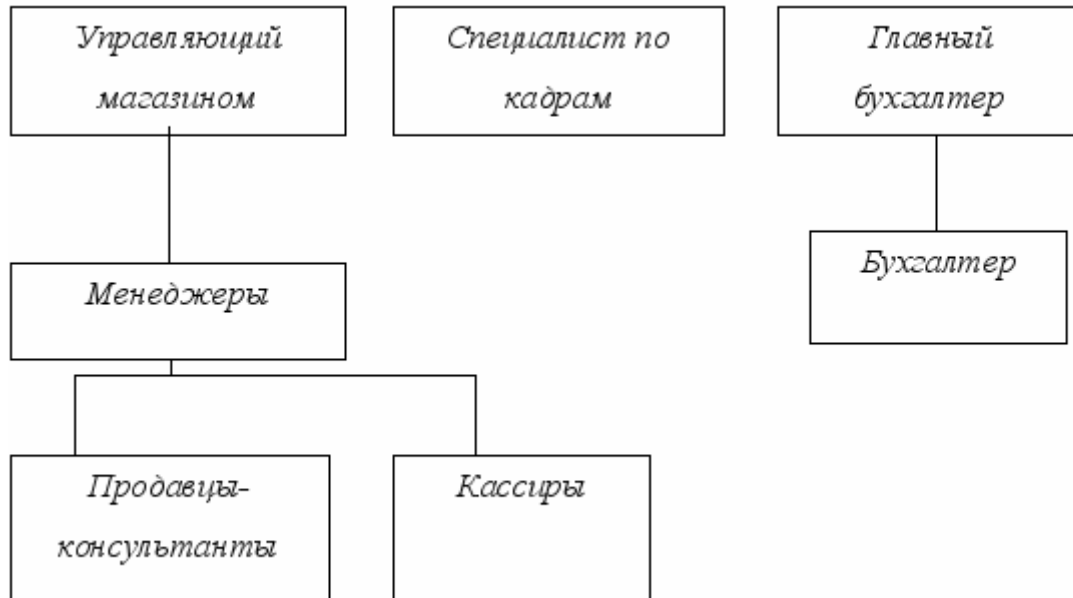 Управляющий
магазином
Специалист по
кадрам
Главный
бухгалтер
Бухгалтер
Менеджеры
Продавцы-
консультанты
Кассиры